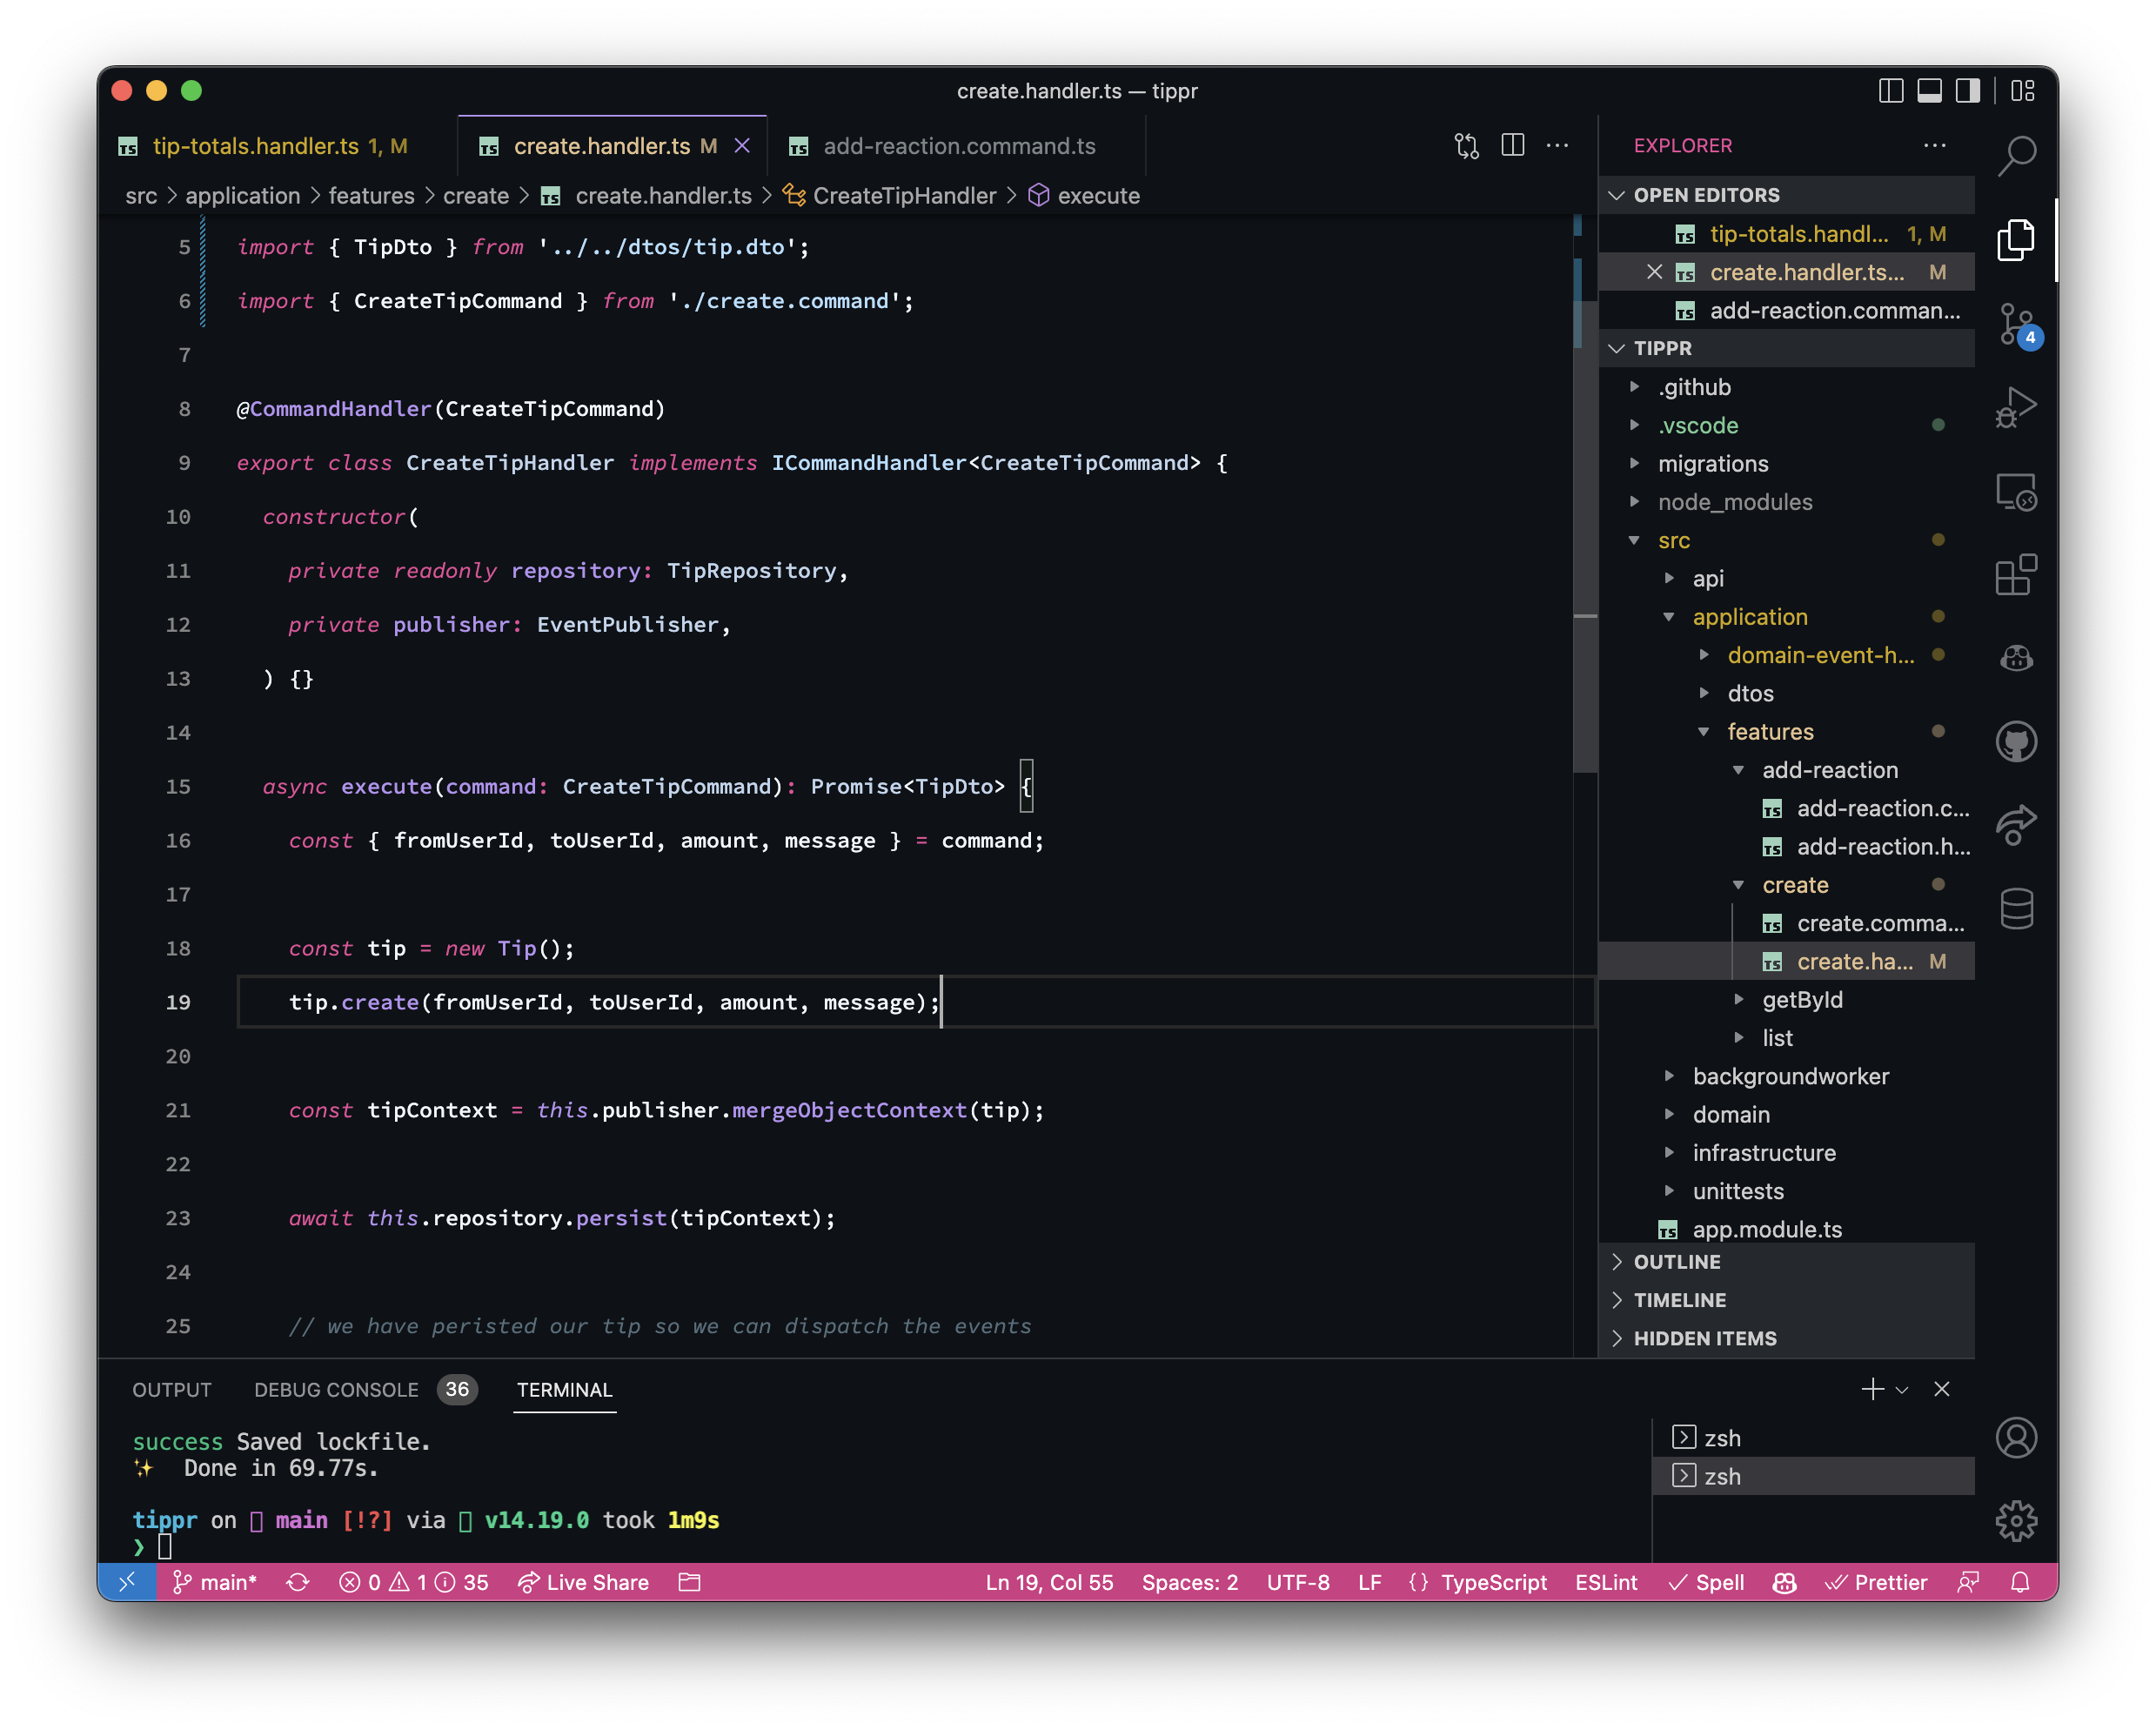 create.handler.ts — tippr
tip-totals.handler.ts 1, M
create.handler.ts M
add-reaction.command.ts
src > application > features > create > create.handler.ts > CreateTipHandler > execute
5 import { TipDto } from '../../dtos/tip.dto';
6 import { CreateTipCommand } from './create.command';
7
8 @CommandHandler(CreateTipCommand)
9 export class CreateTipHandler implements ICommandHandler<CreateTipCommand> {
10 constructor(
11 private readonly repository: TipRepository,
12 private publisher: EventPublisher,
13 ) {}
14
15 async execute(command: CreateTipCommand): Promise<TipDto> {
16 const { fromUserId, toUserId, amount, message } = command;
17
18 const tip = new Tip();
19 tip.create(fromUserId, toUserId, amount, message);
20
21 const tipContext = this.publisher.mergeObjectContext(tip);
22
23 await this.repository.persist(tipContext);
24
25 // we have peristed our tip so we can dispatch the events
EXPLORER
OPEN EDITORS
TS tip-totals.handl... 1, M
TS create.handler.ts... M
TS add-reaction.comman...
TIPPR
.github
.vscode
migrations
node_modules
src
api
application
domain-event-h...
dtos
features
add-reaction
TS add-reaction.c...
TS add-reaction.h...
create
TS create.comma...
TS create.ha... M
getById
list
backgroundworker
domain
infrastructure
unittests
TS app.module.ts
OUTLINE
TIMELINE
HIDDEN ITEMS
4
OUTPUT DEBUG CONSOLE 36 TERMINAL
success Saved lockfile.
✨ Done in 69.77s.
tippr on main [!?] via v14.19.0 took 1m9s
❯
zsh
zsh
main* 0 1 35 Live Share Ln 19, Col 55 Spaces: 2 UTF-8 LF {} TypeScript ESLint Spell Prettier